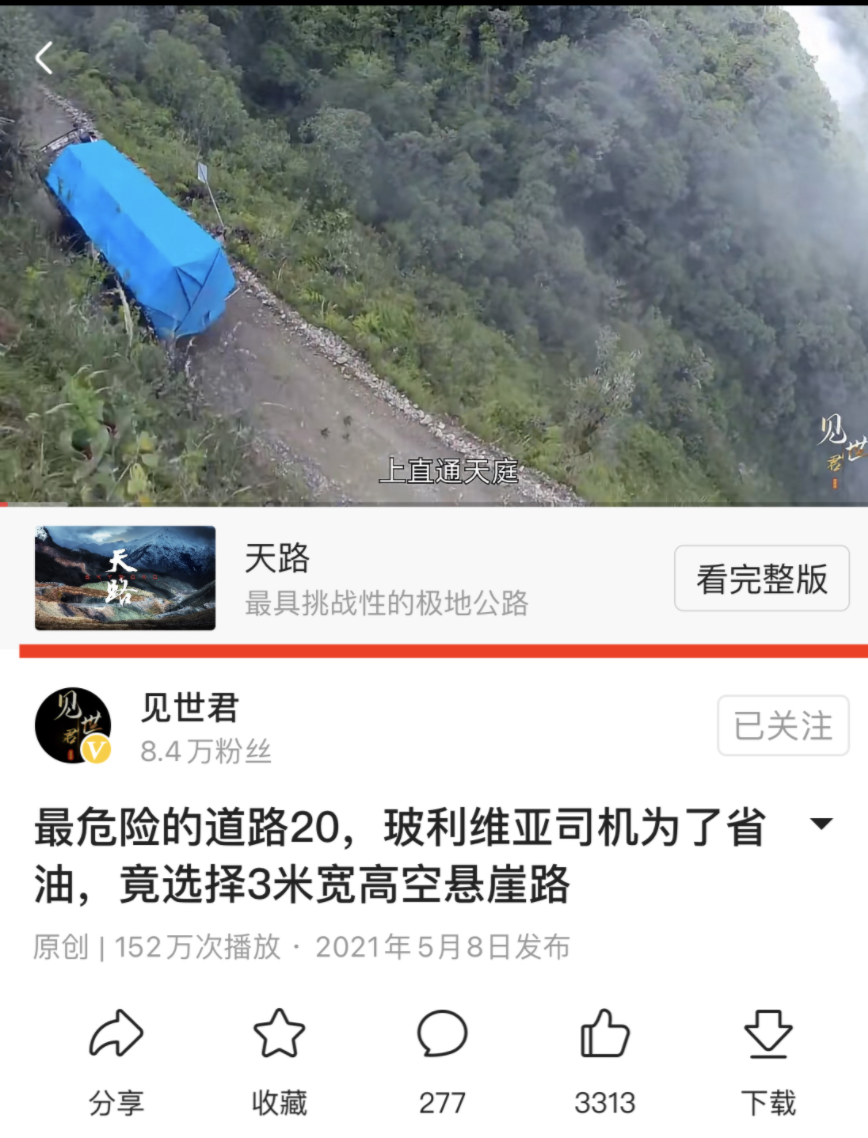 上直通天庭
见世君
天路
天路
最具挑战性的极地公路
看完整版
见世君
见世君
8.4万粉丝
已关注
最危险的道路20，玻利维亚司机为了省
油，竟选择3米宽高空悬崖路
原创 | 152万次播放 · 2021年5月8日发布
分享
收藏
277
3313
下载